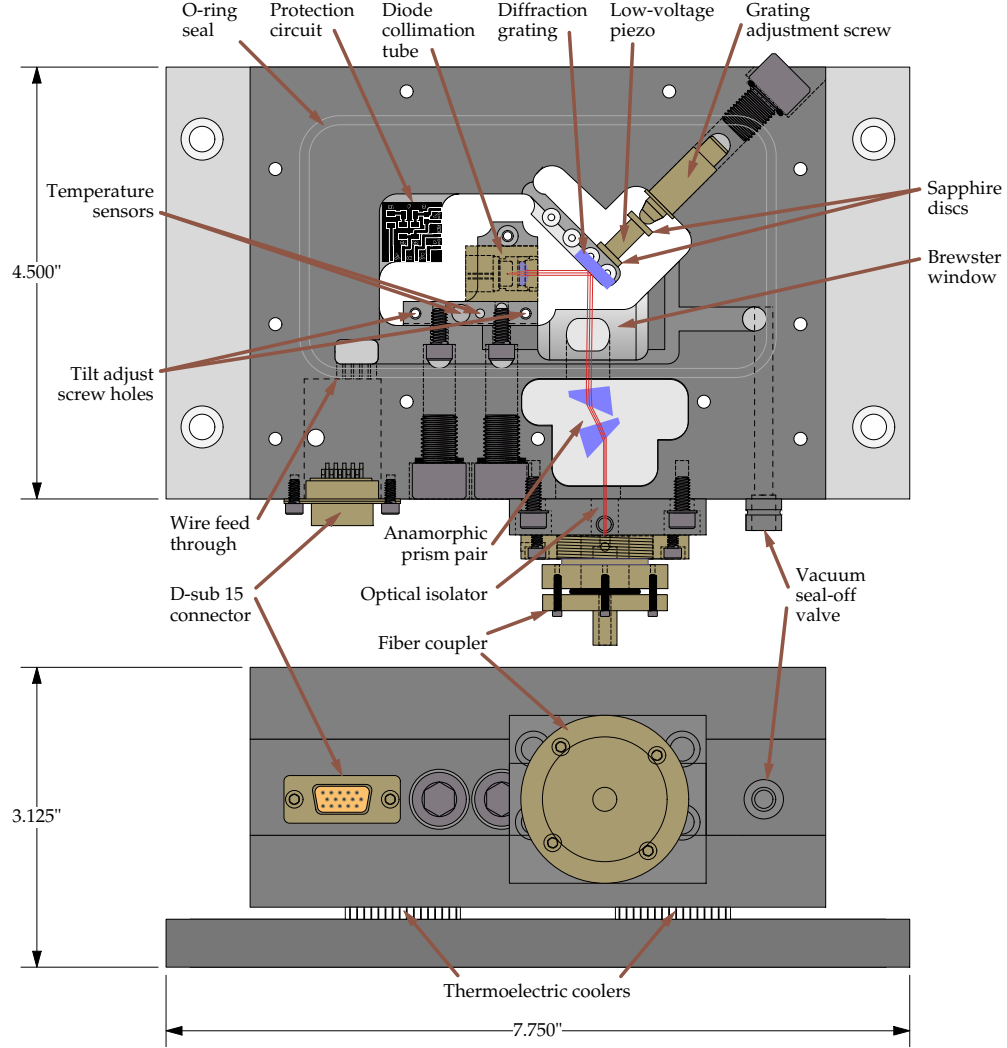 O-ring
seal
Protection
circuit
Diode
collimation
tube
Diffraction
grating
Low-voltage
piezo
Grating
adjustment screw
Temperature
sensors
Sapphire
discs
4.500"
Brewster
window
Tilt adjust
screw holes
Wire feed
through
Anamorphic
prism pair
D-sub 15
connector
Optical isolator
Vacuum
seal-off
valve
Fiber coupler
3.125"
Thermoelectric coolers
7.750"